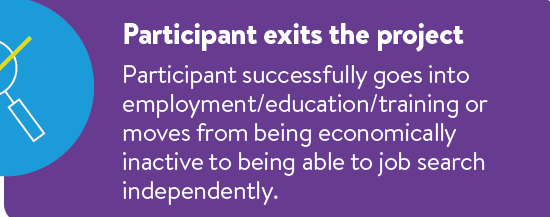 Participant exits the project
Participant successfully goes into
employment/education/training or
moves from being economically
inactive to being able to job search
independently.